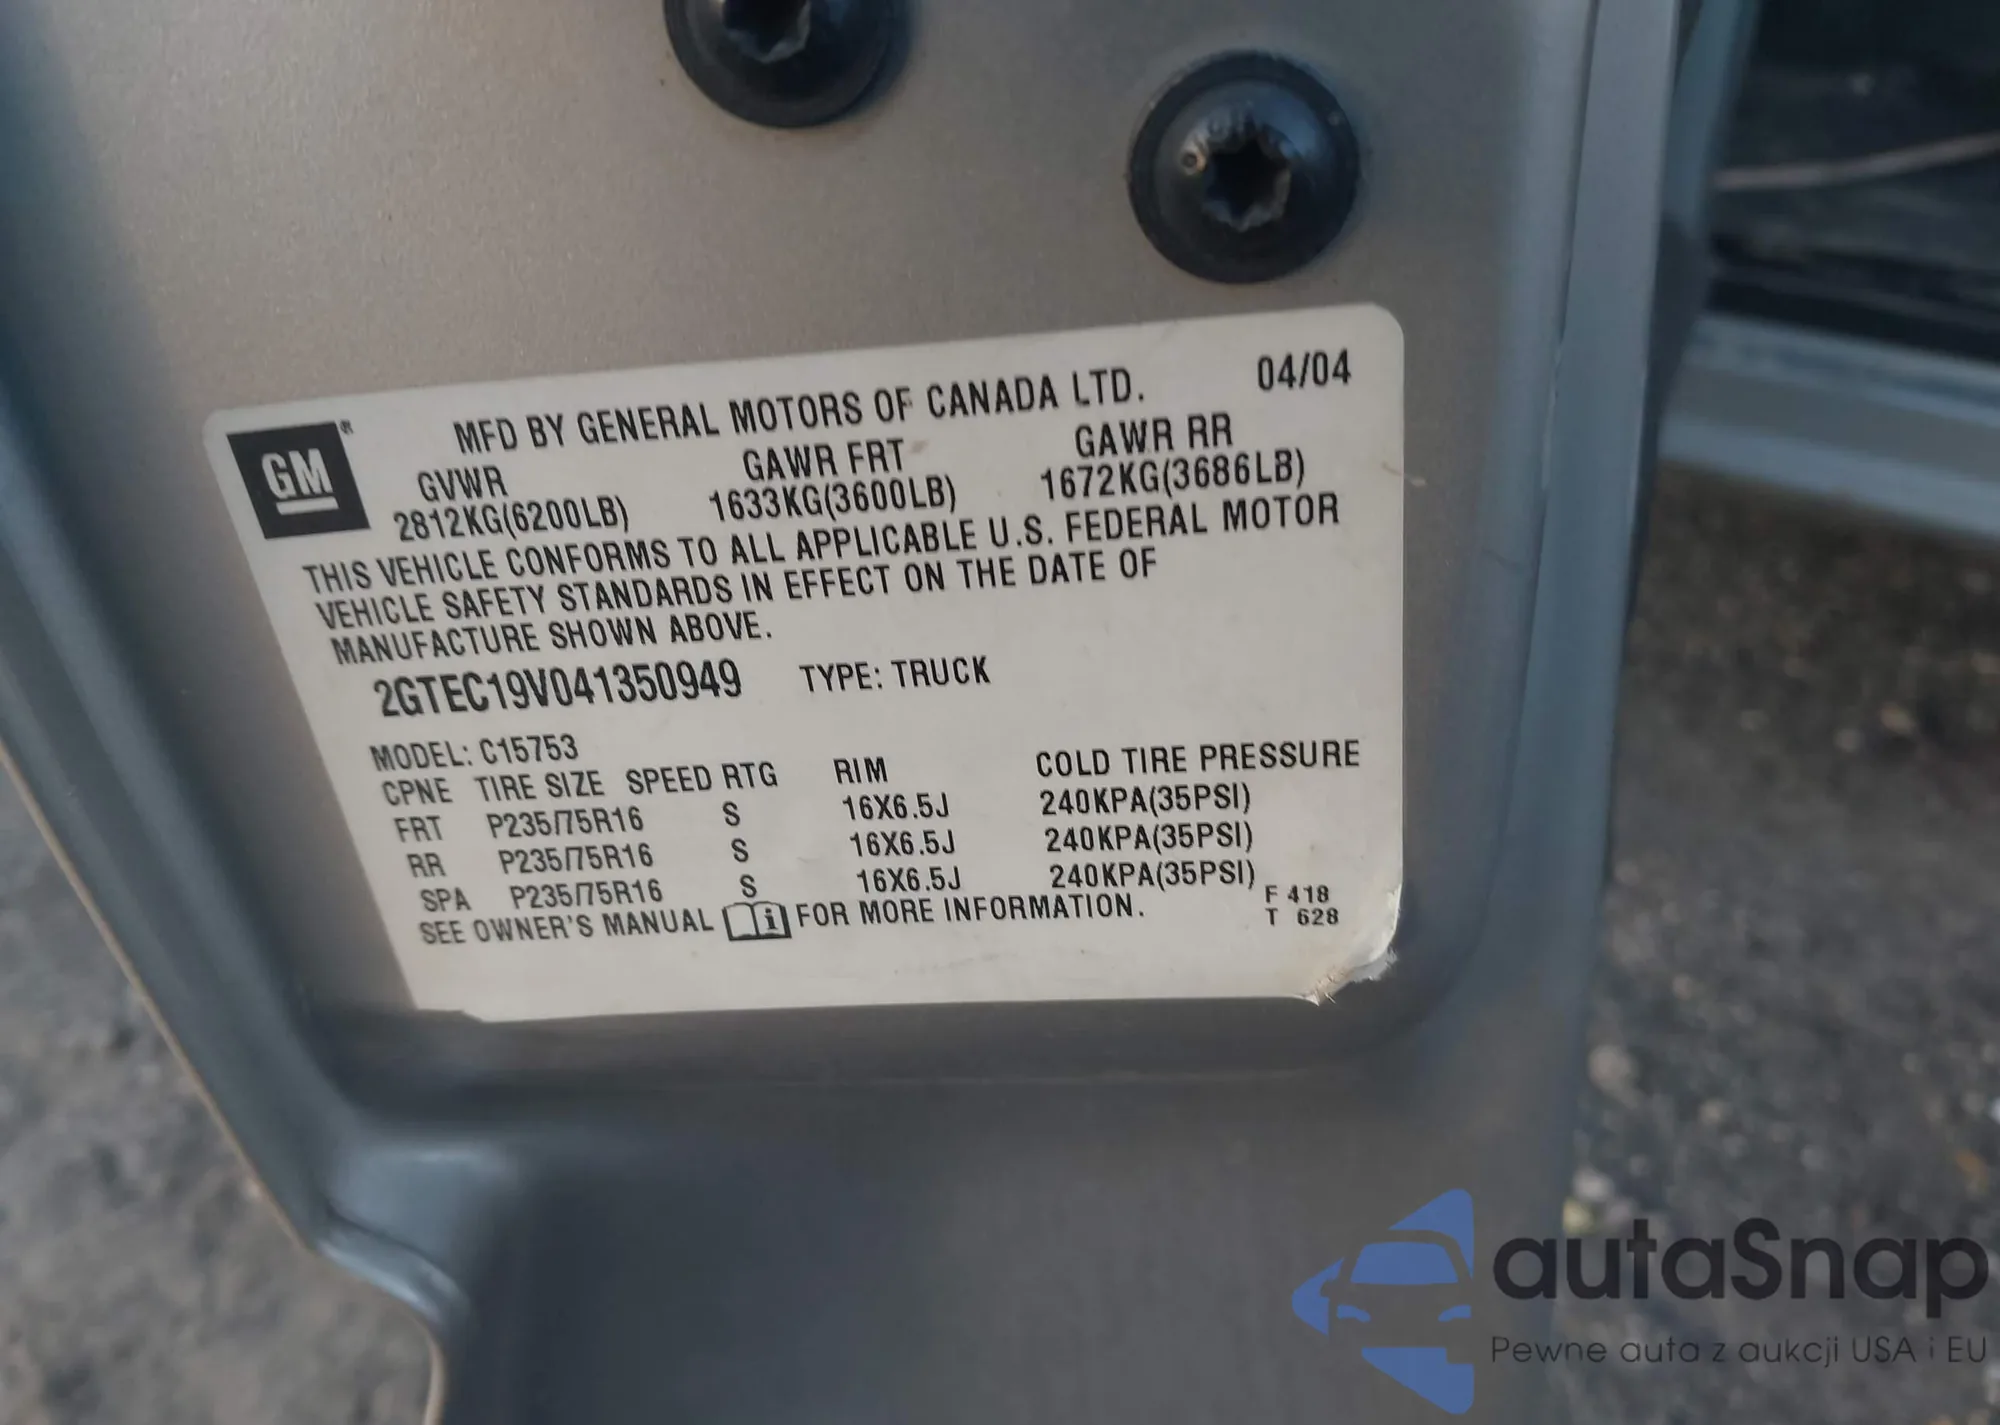 MFD BY GENERAL MOTORS OF CANADA LTD. 04/04
GM®
GVWR GAWR FRT GAWR RR
2812KG(6200LB) 1633KG(3600LB) 1672KG(3686LB)
THIS VEHICLE CONFORMS TO ALL APPLICABLE U.S. FEDERAL MOTOR
VEHICLE SAFETY STANDARDS IN EFFECT ON THE DATE OF
MANUFACTURE SHOWN ABOVE.
2GTEC19V041350949 TYPE: TRUCK
MODEL: C15753
CPNE TIRE SIZE SPEED RTG RIM COLD TIRE PRESSURE
FRT P235/75R16 S 16X6.5J 240KPA(35PSI)
RR P235/75R16 S 16X6.5J 240KPA(35PSI)
SPA P235/75R16 S 16X6.5J 240KPA(35PSI)
SEE OWNER'S MANUAL i FOR MORE INFORMATION.
F 418
T 628
autaSnap
Pewne auta z aukcji USA i EU